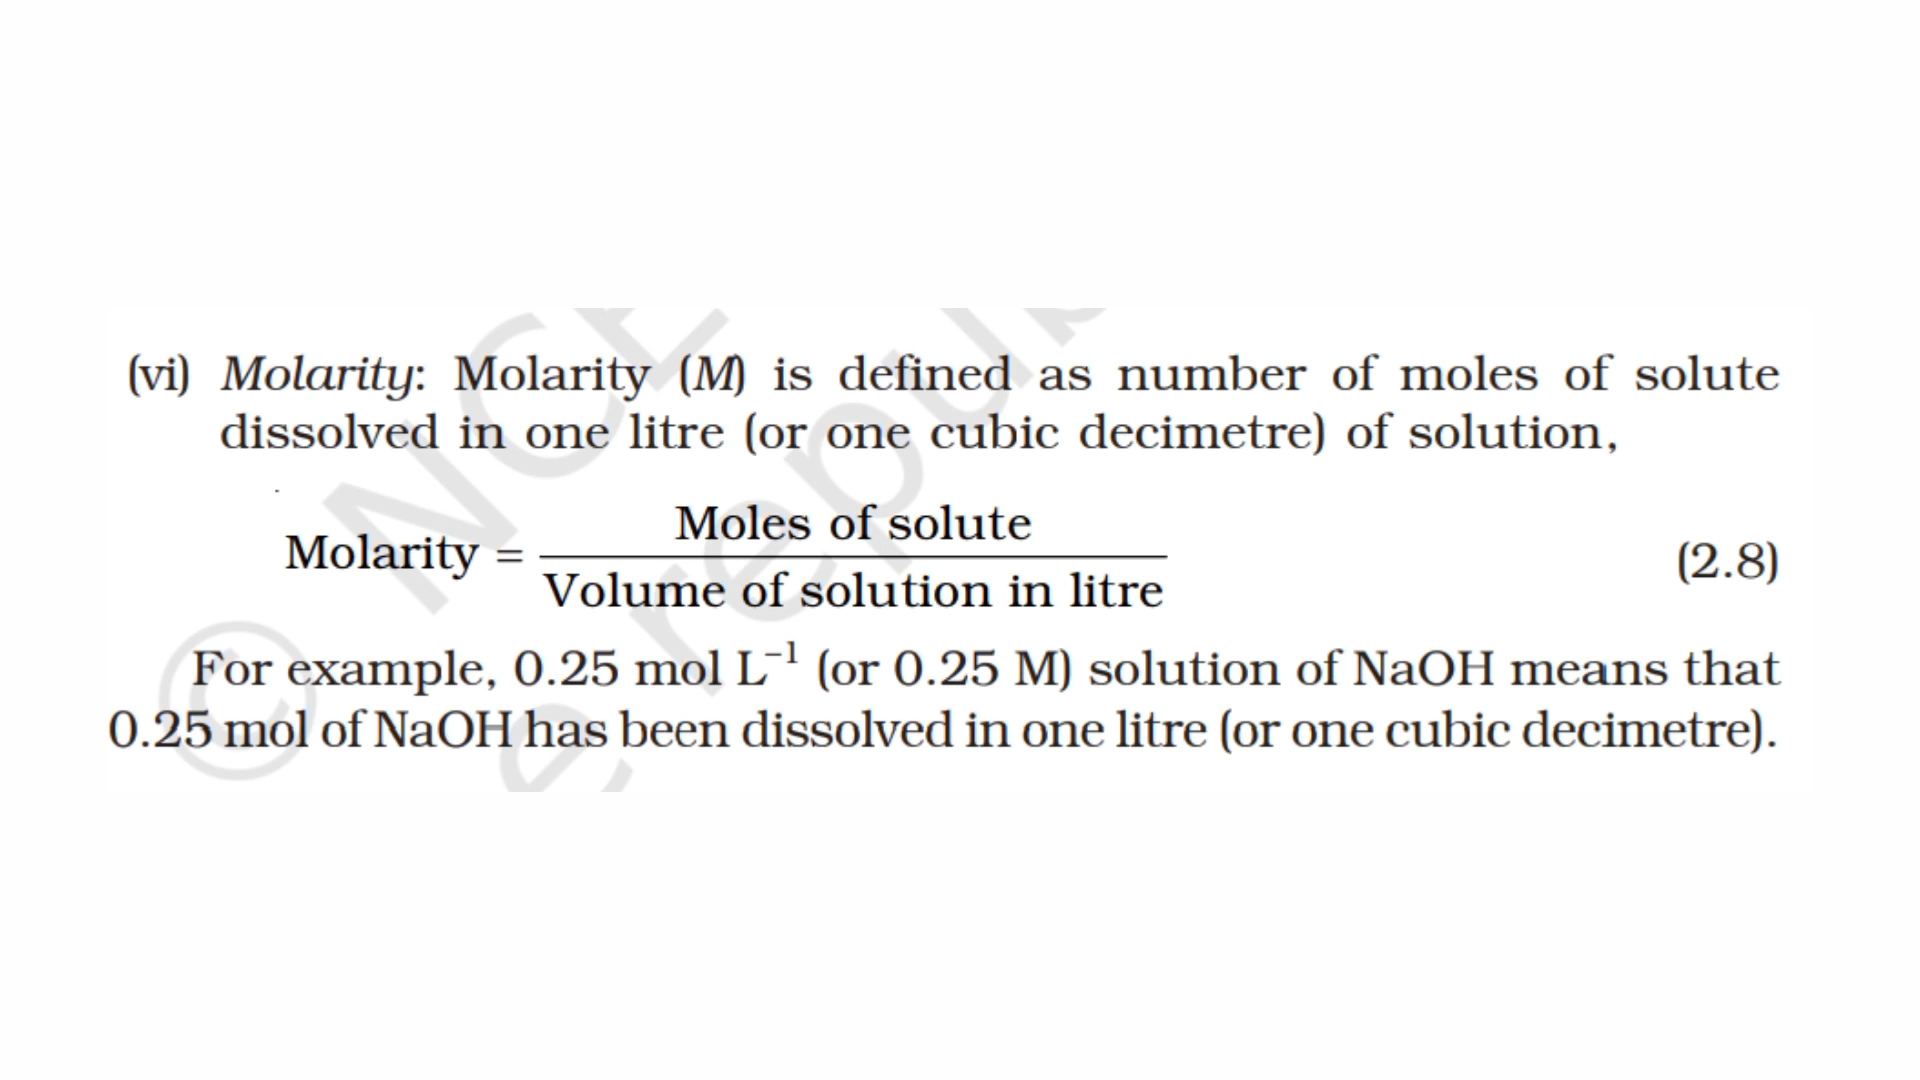 (vi) Molarity: Molarity (M) is defined as number of moles of solute
dissolved in one litre (or one cubic decimetre) of solution,
Moles of solute
Molarity =
Volume of solution in litre
(2.8)
For example, 0.25 mol L⁻¹ (or 0.25 M) solution of NaOH means that
0.25 mol of NaOH has been dissolved in one litre (or one cubic decimetre).